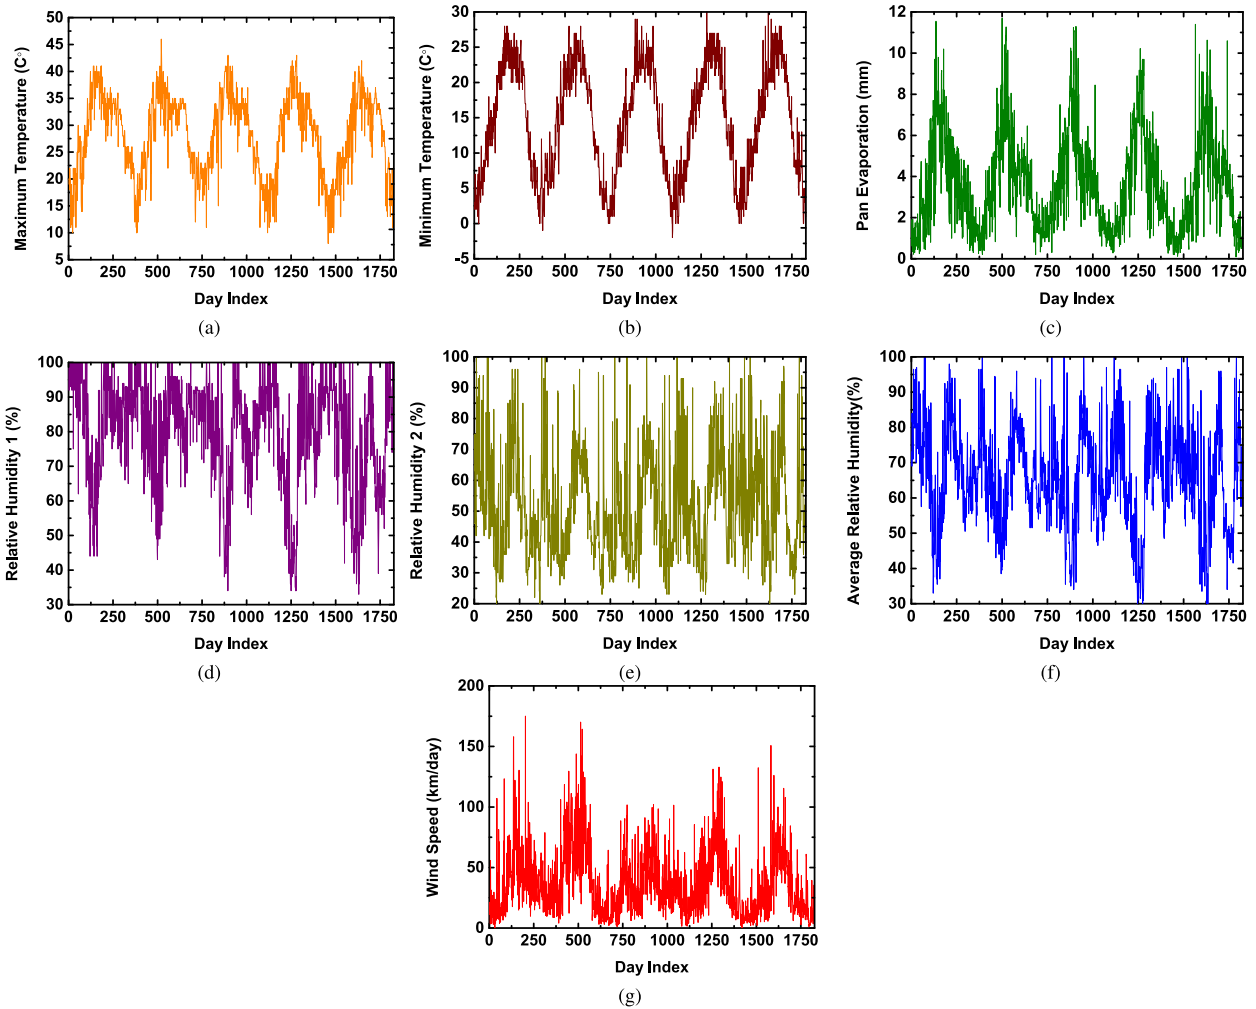 Maximum Temperature (C°)
50
45
40
35
30
25
20
15
10
5
0 250 500 750 1000 1250 1500 1750
Day Index
(a)
Minimum Temperature (C°)
30
25
20
15
10
5
0
-5
0 250 500 750 1000 1250 1500 1750
Day Index
(b)
Pan Evaporation (mm)
12
10
8
6
4
2
0
0 250 500 750 1000 1250 1500 1750
Day Index
(c)
Relative Humidity 1 (%)
100
90
80
70
60
50
40
30
0 250 500 750 1000 1250 1500 1750
Day Index
(d)
Relative Humidity 2 (%)
100
90
80
70
60
50
40
30
20
0 250 500 750 1000 1250 1500 1750
Day Index
(e)
Average Relative Humidity(%)
100
90
80
70
60
50
40
30
0 250 500 750 1000 1250 1500 1750
Day Index
(f)
Wind Speed (km/day)
200
150
100
50
0
0 250 500 750 1000 1250 1500 1750
Day Index
(g)